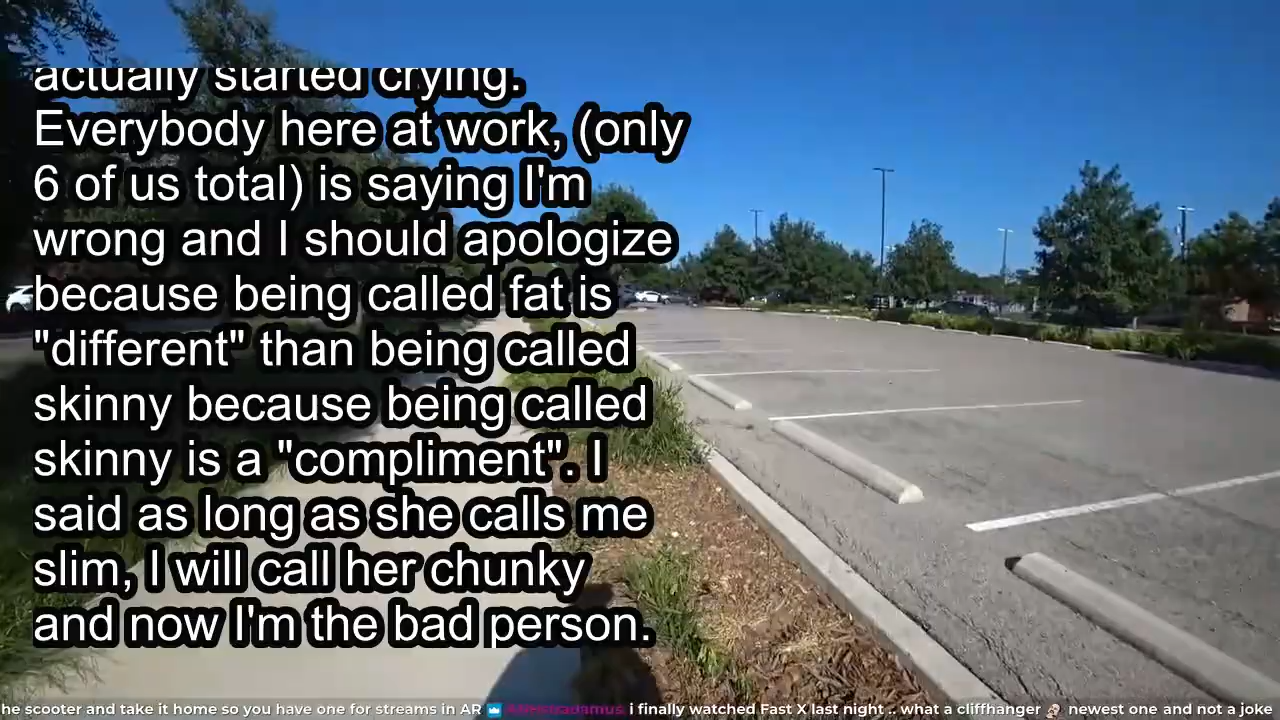 actually started crying.
Everybody here at work, (only
6 of us total) is saying I'm
wrong and I should apologize
because being called fat is
"different" than being called
skinny because being called
skinny is a "compliment". I
said as long as she calls me
slim, I will call her chunky
and now I'm the bad person.
he scooter and take it home so you have one for streams in AR i finally watched Fast X last night .. what a cliffhanger newest one and not a joke